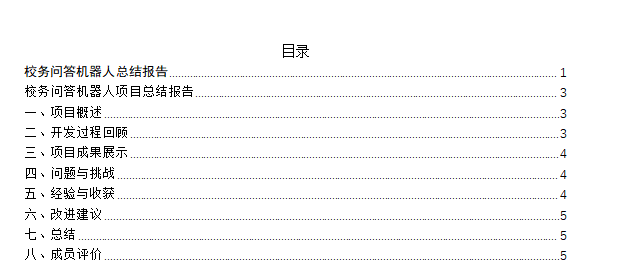 目录
校务问答机器人总结报告 1
校务问答机器人项目总结报告 3
一、项目概述 3
二、开发过程回顾 3
三、项目成果展示 4
四、问题与挑战 4
五、经验与收获 4
六、改进建议 5
七、总结 5
八、成员评价 5